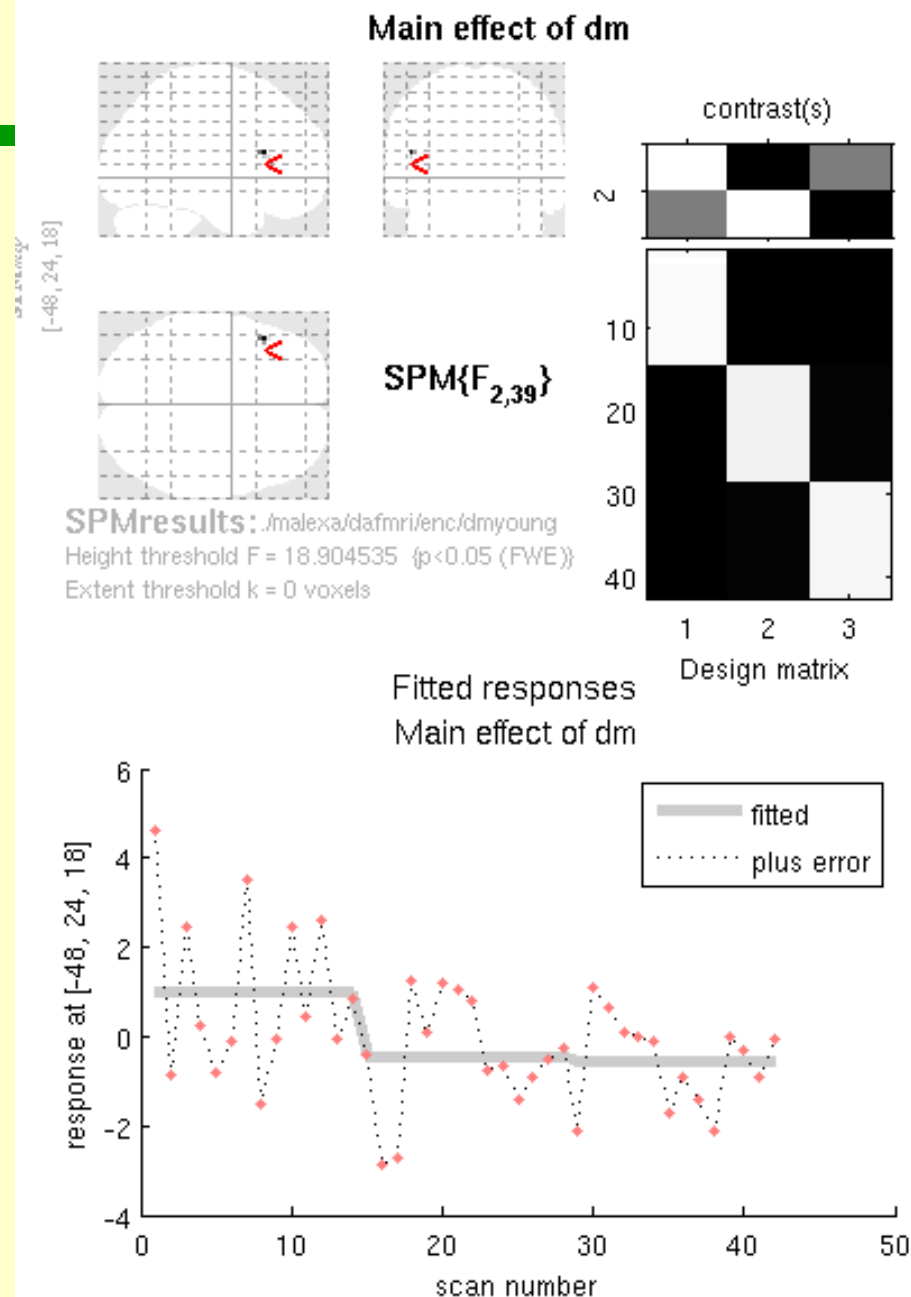 Main effect of dm
contrast(s)
2
[-48, 24, 18]
SPM{F2,39}
SPMresults: ./malexa/dafmri/enc/dmyoung
Height threshold F = 18.904535 {p<0.05 (FWE)}
Extent threshold k = 0 voxels
10
20
30
40
1 2 3
Design matrix
Fitted responses
Main effect of dm
fitted
plus error
response at [-48, 24, 18]
6
4
2
0
-2
-4
0 10 20 30 40 50
scan number